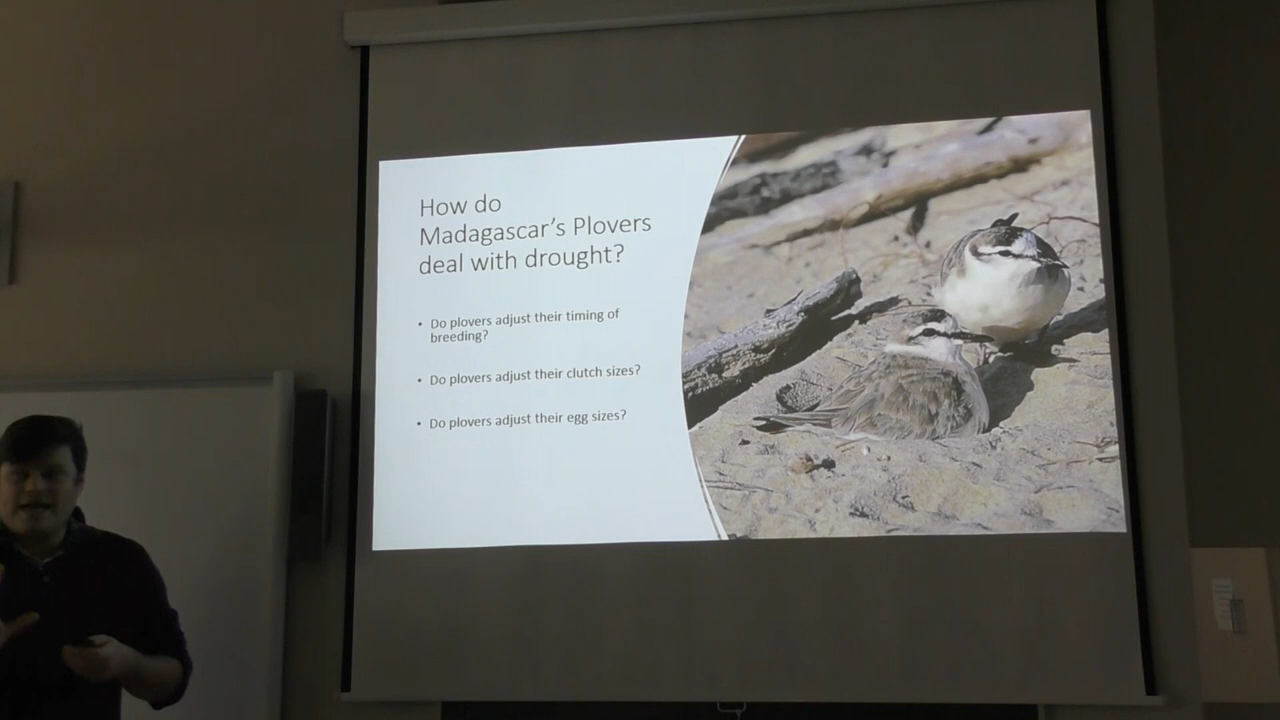 How do
Madagascar's Plovers
deal with drought?
• Do plovers adjust their timing of
breeding?
• Do plovers adjust their clutch sizes?
• Do plovers adjust their egg sizes?